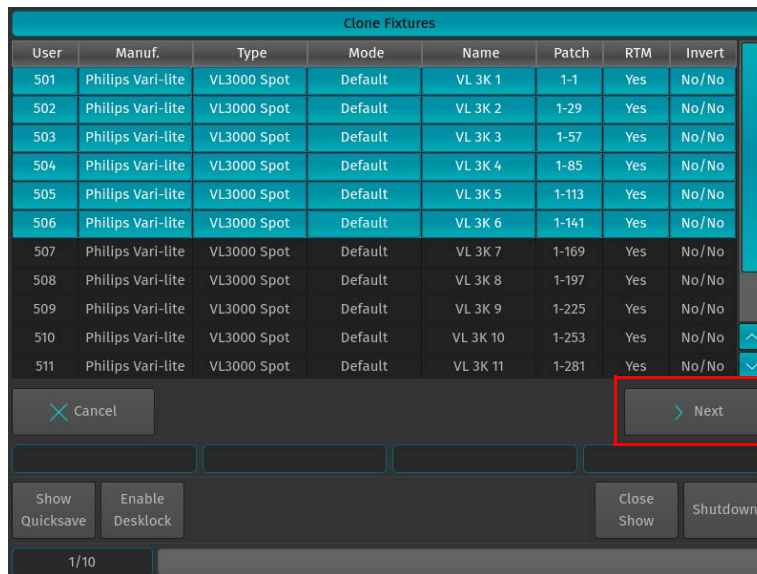 Clone Fixtures
User Manuf. Type Mode Name Patch RTM Invert
501 Philips Vari-lite VL3000 Spot Default VL 3K 1 1-1 Yes No/No
502 Philips Vari-lite VL3000 Spot Default VL 3K 2 1-29 Yes No/No
503 Philips Vari-lite VL3000 Spot Default VL 3K 3 1-57 Yes No/No
504 Philips Vari-lite VL3000 Spot Default VL 3K 4 1-85 Yes No/No
505 Philips Vari-lite VL3000 Spot Default VL 3K 5 1-113 Yes No/No
506 Philips Vari-lite VL3000 Spot Default VL 3K 6 1-141 Yes No/No
507 Philips Vari-lite VL3000 Spot Default VL 3K 7 1-169 Yes No/No
508 Philips Vari-lite VL3000 Spot Default VL 3K 8 1-197 Yes No/No
509 Philips Vari-lite VL3000 Spot Default VL 3K 9 1-225 Yes No/No
510 Philips Vari-lite VL3000 Spot Default VL 3K 10 1-253 Yes No/No
511 Philips Vari-lite VL3000 Spot Default VL 3K 11 1-281 Yes No/No
Cancel Next
Show Enable Close
Quicksave Desklock Show Shutdown
1/10